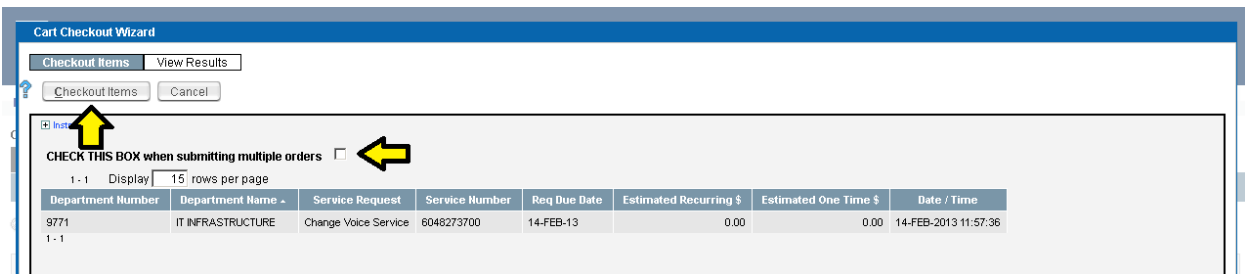 Cart Checkout Wizard
Checkout Items View Results
? Checkout Items Cancel
CHECK THIS BOX when submitting multiple orders
1 - 1 Display 15 rows per page
Department Number Department Name Service Request Service Number Req Due Date Estimated Recurring $ Estimated One Time $ Date / Time
9771 IT INFRASTRUCTURE Change Voice Service 6048273700 14-FEB-13 0.00 0.00 14-FEB-2013 11:57:36
1 - 1